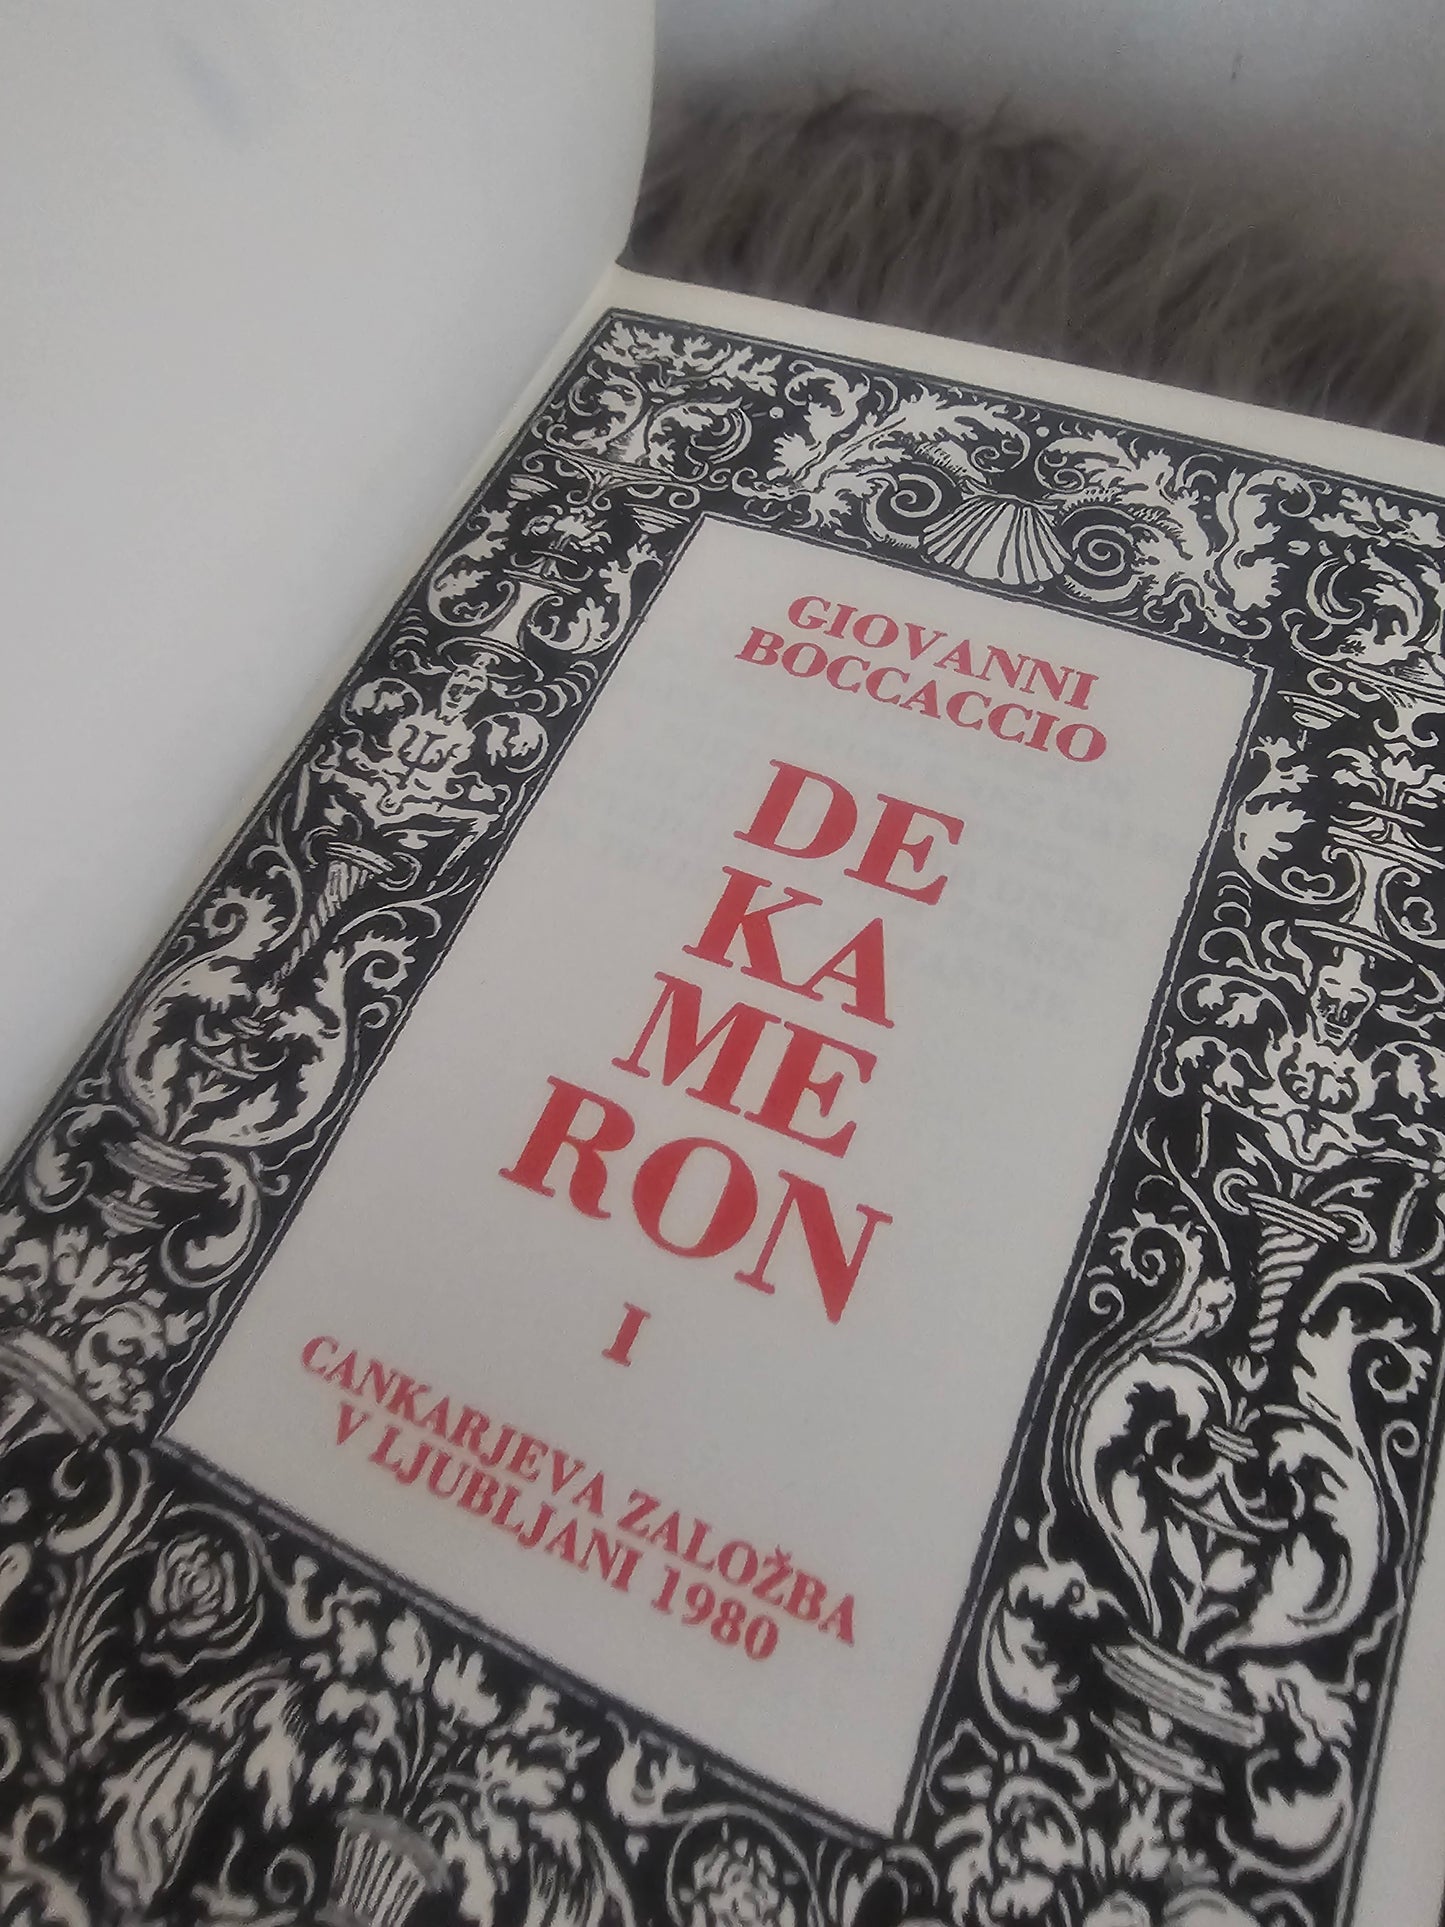 GIOVANNI
BOCCACCIO
DE
KA
ME
RON
I
CANKARJEVA ZALOŽBA
V LJUBLJANI 1980